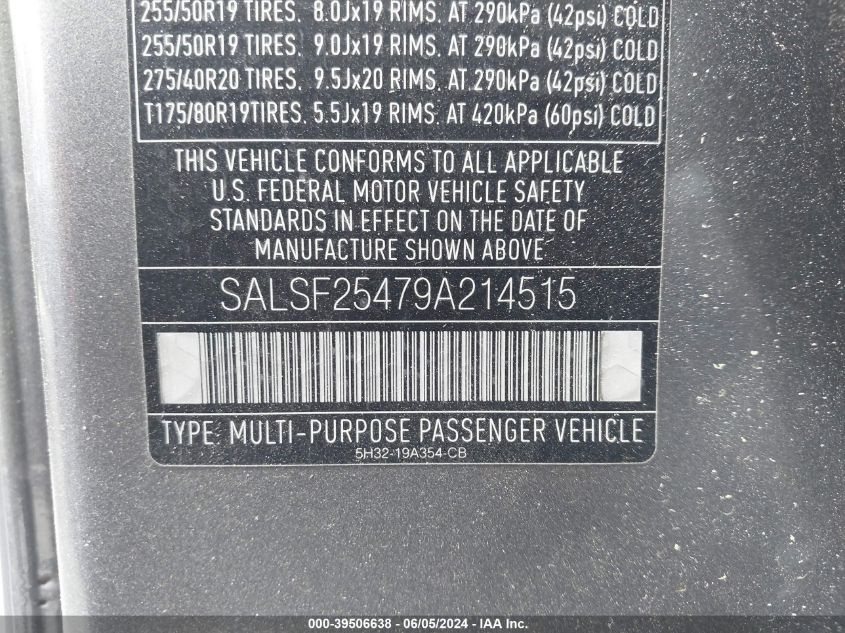 255/50R19 TIRES. 8.0Jx19 RIMS. AT 290kPa (42psi) COLD
255/50R19 TIRES. 9.0Jx19 RIMS. AT 290kPa (42psi) COLD
275/40R20 TIRES. 9.5Jx20 RIMS. AT 290kPa (42psi) COLD
T175/80R19TIRES. 5.5Jx19 RIMS. AT 420kPa (60psi) COLD
THIS VEHICLE CONFORMS TO ALL APPLICABLE
U.S. FEDERAL MOTOR VEHICLE SAFETY
STANDARDS IN EFFECT ON THE DATE OF
MANUFACTURE SHOWN ABOVE
SALSF25479A214515
TYPE: MULTI-PURPOSE PASSENGER VEHICLE
5H32-19A354-CB
000-39506638 - 06/05/2024 - IAA Inc.